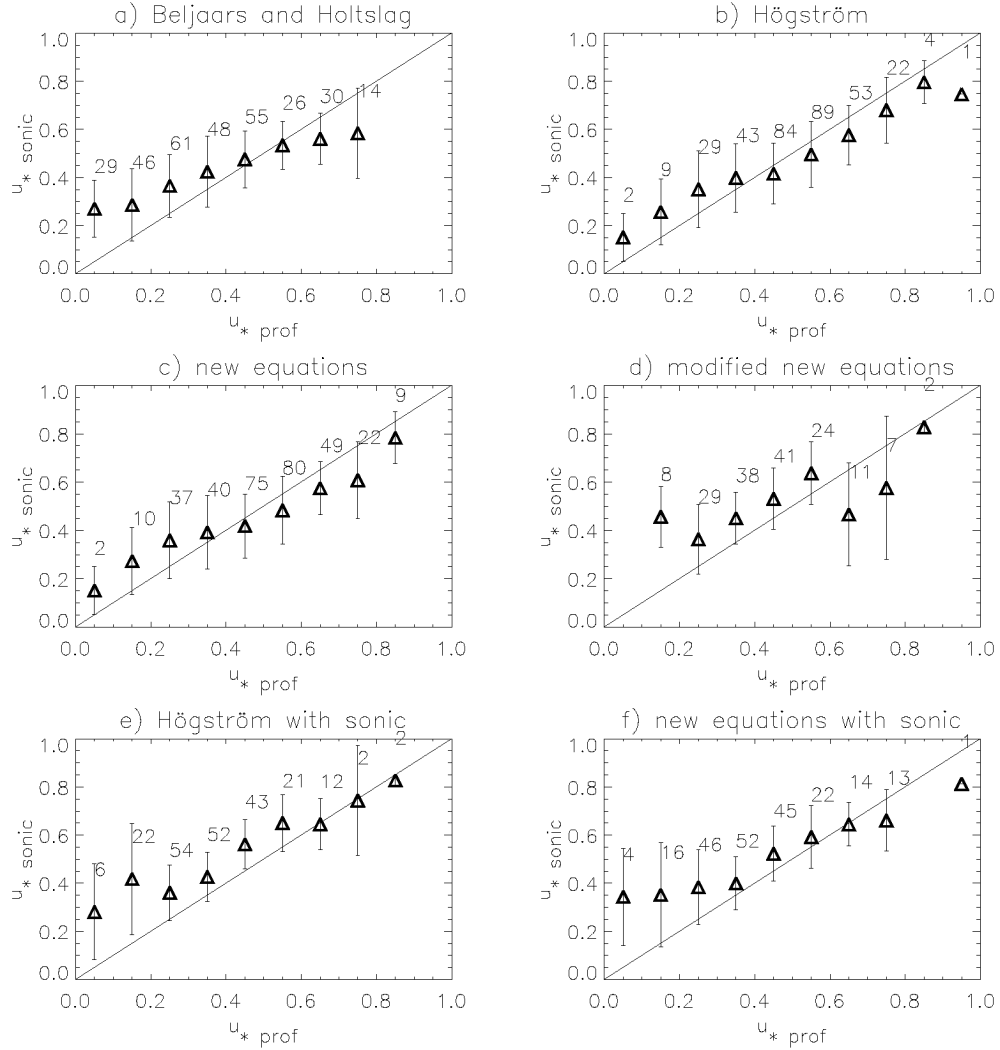 a) Beljaars and Holtslag
1.0
0.8
0.6
0.4
0.2
0.0
u* sonic
29 46 61 48 55 26 30 14
0.0 0.2 0.4 0.6 0.8 1.0
u* prof
b) Högström
1.0
0.8
0.6
0.4
0.2
0.0
u* sonic
2 9 29 43 84 89 53 22 4 1
0.0 0.2 0.4 0.6 0.8 1.0
u* prof
c) new equations
1.0
0.8
0.6
0.4
0.2
0.0
u* sonic
2 10 37 40 75 80 49 22 9
0.0 0.2 0.4 0.6 0.8 1.0
u* prof
d) modified new equations
1.0
0.8
0.6
0.4
0.2
0.0
u* sonic
8 29 38 41 24 11 7 2
0.0 0.2 0.4 0.6 0.8 1.0
u* prof
e) Högström with sonic
1.0
0.8
0.6
0.4
0.2
0.0
u* sonic
6 22 54 52 43 21 12 2 2
0.0 0.2 0.4 0.6 0.8 1.0
u* prof
f) new equations with sonic
1.0
0.8
0.6
0.4
0.2
0.0
u* sonic
4 16 46 52 45 22 14 13 1
0.0 0.2 0.4 0.6 0.8 1.0
u* prof